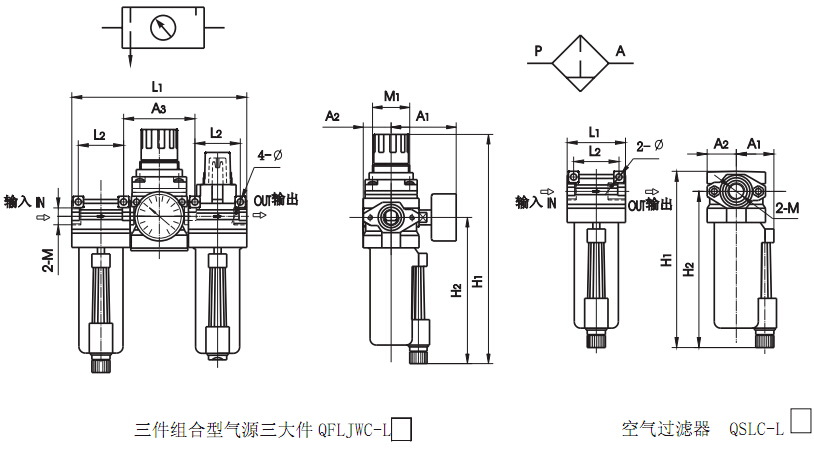 L1
A3
L2
L2
4-Ø
输入 IN
OUT输出
2-M
A2
M1
A1
H2
H1
P
A
L1
L2
2-Ø
输入 IN
OUT输出
A2
A1
2-M
H1
H2
三件组合型气源三大件 QFLJWC-L□
空气过滤器 QSLC-L□